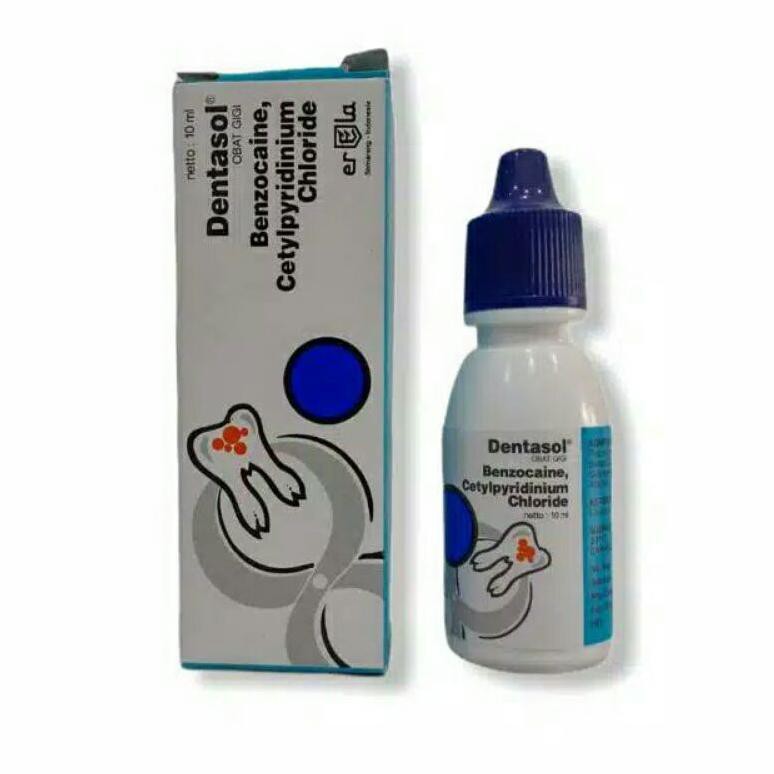 netto : 10 ml
Dentasol®
OBAT GIGI
Benzocaine,
Cetylpyridinium
Chloride
erela
Semarang - Indonesia
Dentasol®
OBAT GIGI
Benzocaine,
Cetylpyridinium
Chloride
netto : 10 ml